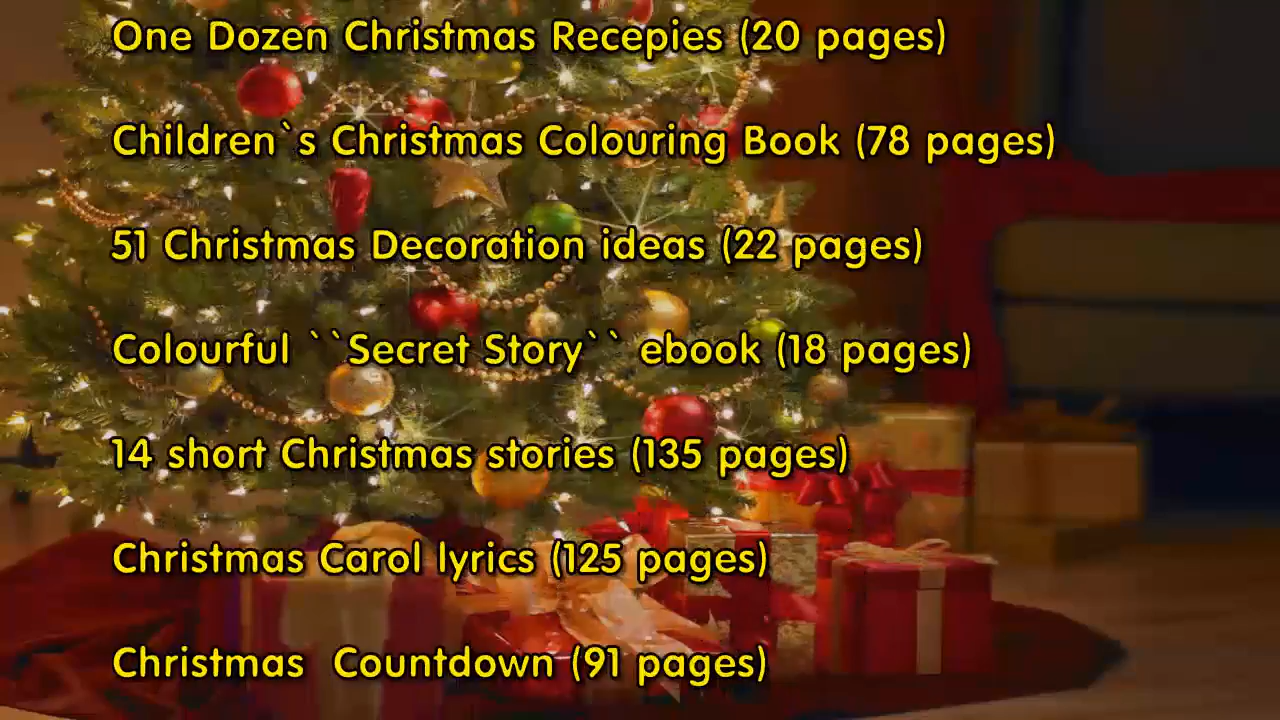 One Dozen Christmas Recepies (20 pages)
Children`s Christmas Colouring Book (78 pages)
51 Christmas Decoration ideas (22 pages)
Colourful ``Secret Story`` ebook (18 pages)
14 short Christmas stories (135 pages)
Christmas Carol lyrics (125 pages)
Christmas  Countdown (91 pages)